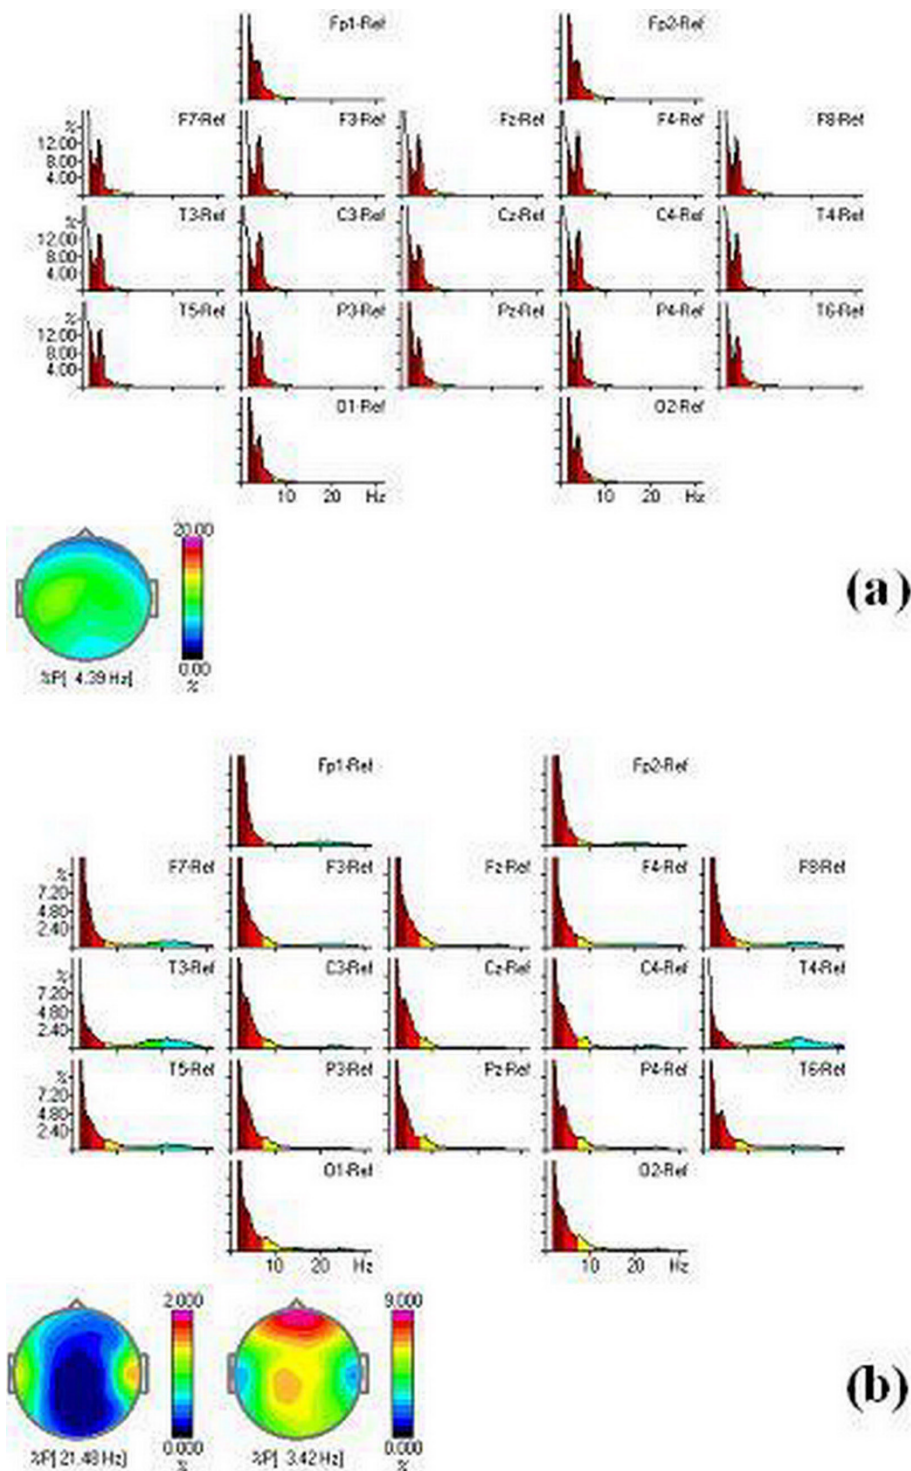 Fp1-Ref Fp2-Ref
F7-Ref F3-Ref Fz-Ref F4-Ref F8-Ref
%
12.00
8.00
4.00
T3-Ref C3-Ref Cz-Ref C4-Ref T4-Ref
%
12.00
8.00
4.00
T5-Ref P3-Ref Pz-Ref P4-Ref T6-Ref
%
12.00
8.00
4.00
O1-Ref O2-Ref
10 20 Hz 10 20 Hz
20.00
0.00
%
%P[ 4.39 Hz]
(a)
Fp1-Ref Fp2-Ref
F7-Ref F3-Ref Fz-Ref F4-Ref F8-Ref
%
7.20
4.80
2.40
T3-Ref C3-Ref Cz-Ref C4-Ref T4-Ref
%
7.20
4.80
2.40
T5-Ref P3-Ref Pz-Ref P4-Ref T6-Ref
%
7.20
4.80
2.40
O1-Ref O2-Ref
10 20 Hz 10 20 Hz
2.000 9.000
0.000 0.000
% %
%P[ 21.48 Hz] %P[ 3.42 Hz]
(b)